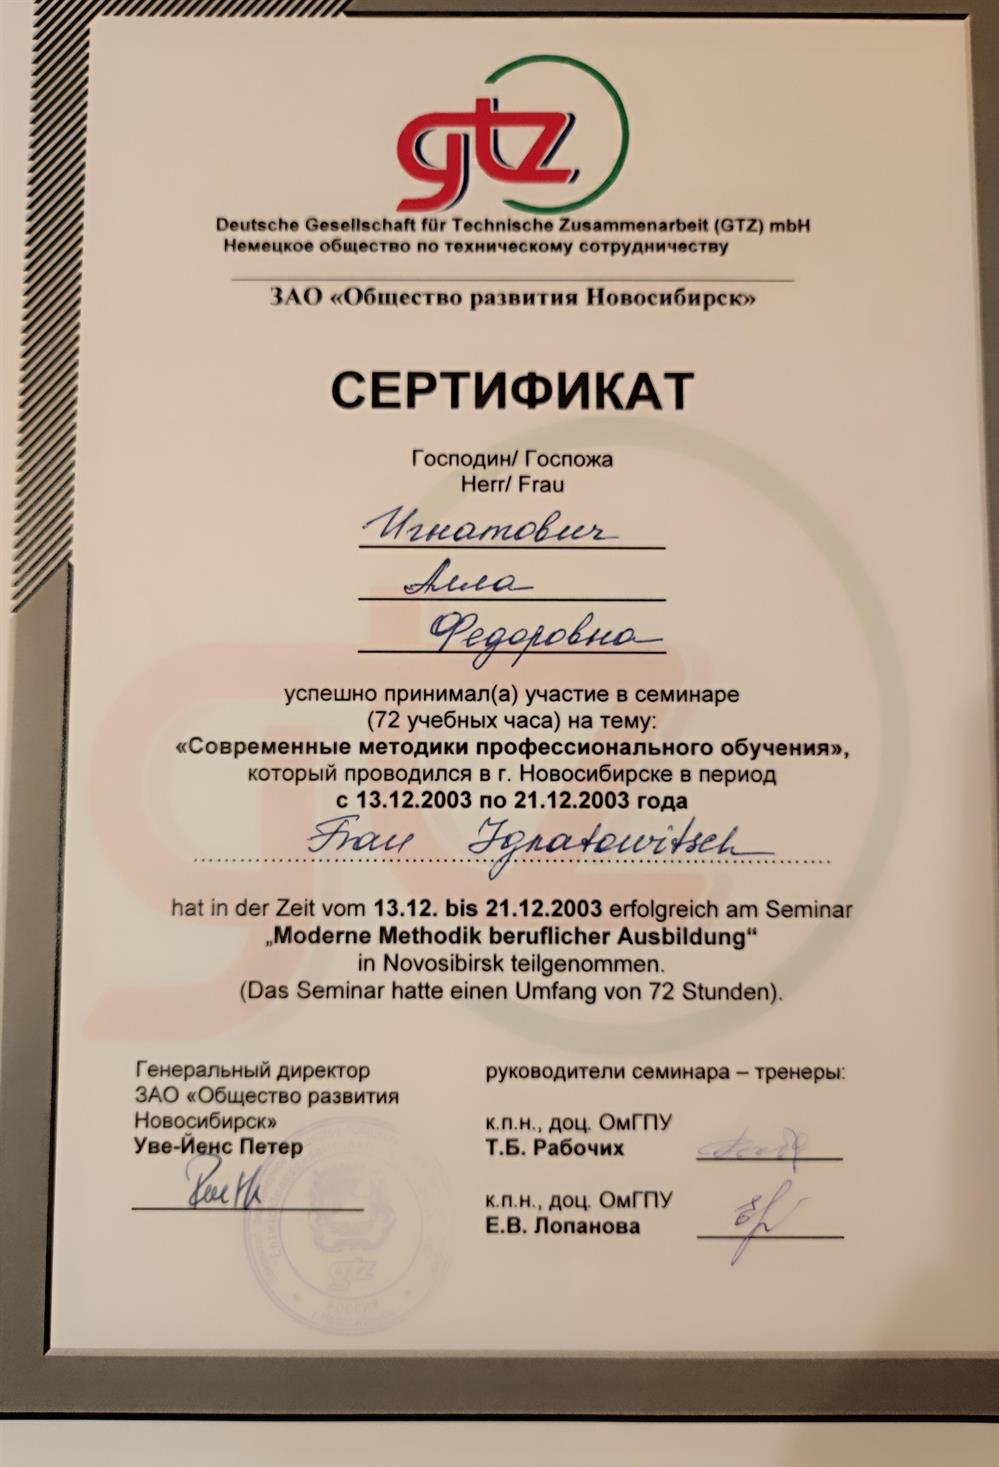 gtz
Deutsche Gesellschaft für Technische Zusammenarbeit (GTZ) mbH
Немецкое общество по техническому сотрудничеству
ЗАО «Общество развития Новосибирск»
СЕРТИФИКАТ
Господин/ Госпожа
Herr/ Frau
Игнатович
Алла
Федоровна
успешно принимал(а) участие в семинаре
(72 учебных часа) на тему:
«Современные методики профессионального обучения»,
который проводился в г. Новосибирске в период
с 13.12.2003 по 21.12.2003 года
Frau Ignatowitsch
hat in der Zeit vom 13.12. bis 21.12.2003 erfolgreich am Seminar
„Moderne Methodik beruflicher Ausbildung“
in Novosibirsk teilgenommen.
(Das Seminar hatte einen Umfang von 72 Stunden).
Генеральный директор
ЗАО «Общество развития
Новосибирск»
Уве-Йенс Петер
руководители семинара – тренеры:
к.п.н., доц. ОмГПУ
Т.Б. Рабочих
к.п.н., доц. ОмГПУ
Е.В. Лопанова
gtz